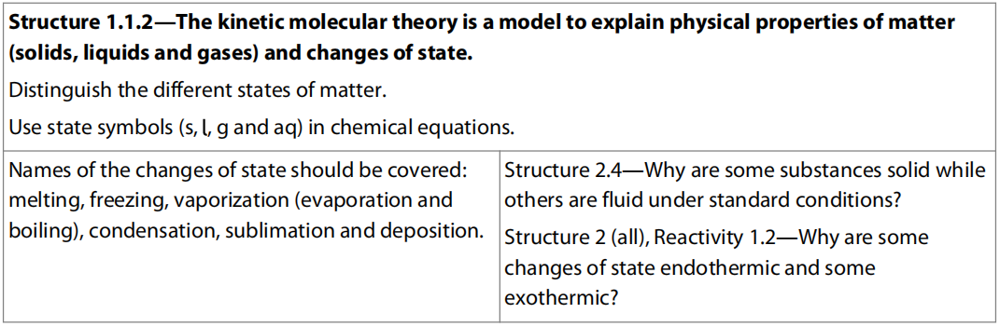 Structure 1.1.2—The kinetic molecular theory is a model to explain physical properties of matter
(solids, liquids and gases) and changes of state.
Distinguish the different states of matter.
Use state symbols (s, l, g and aq) in chemical equations.
Names of the changes of state should be covered:
melting, freezing, vaporization (evaporation and
boiling), condensation, sublimation and deposition.
Structure 2.4—Why are some substances solid while
others are fluid under standard conditions?
Structure 2 (all), Reactivity 1.2—Why are some
changes of state endothermic and some
exothermic?